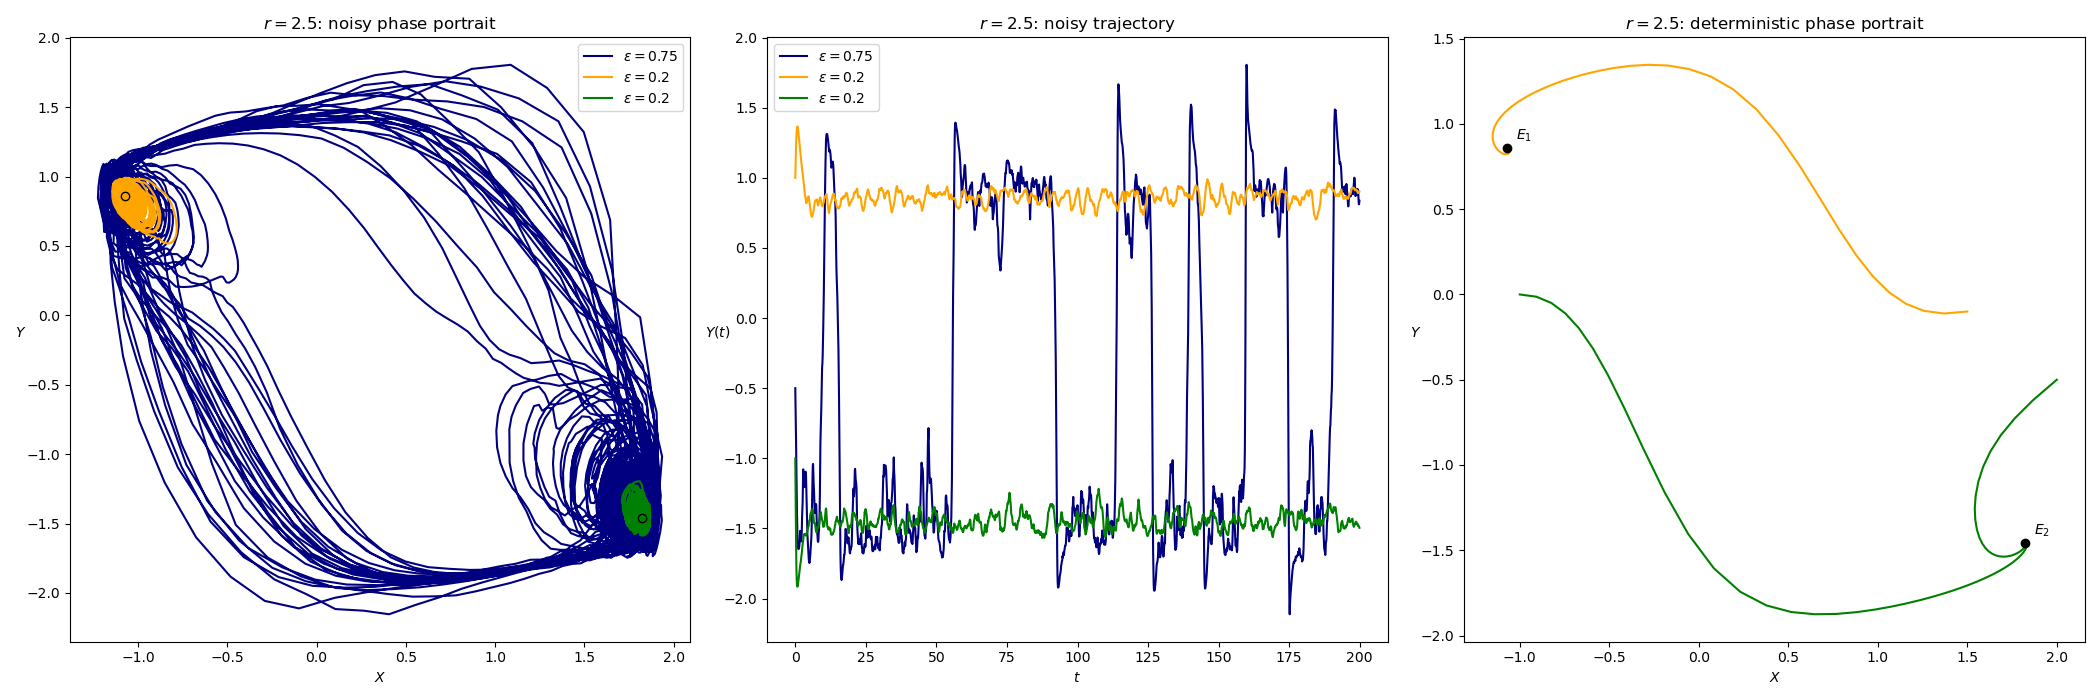 r = 2.5: noisy phase portrait
2.0
1.5
1.0
0.5
0.0
−0.5
−1.0
−1.5
−2.0
Y
ε = 0.75
ε = 0.2
ε = 0.2
−1.0 −0.5 0.0 0.5 1.0 1.5 2.0
X
r = 2.5: noisy trajectory
2.0
1.5
1.0
0.5
0.0
−0.5
−1.0
−1.5
−2.0
Y(t)
ε = 0.75
ε = 0.2
ε = 0.2
0 25 50 75 100 125 150 175 200
t
r = 2.5: deterministic phase portrait
1.5
1.0
0.5
0.0
−0.5
−1.0
−1.5
−2.0
Y
E₁
E₂
−1.0 −0.5 0.0 0.5 1.0 1.5 2.0
X